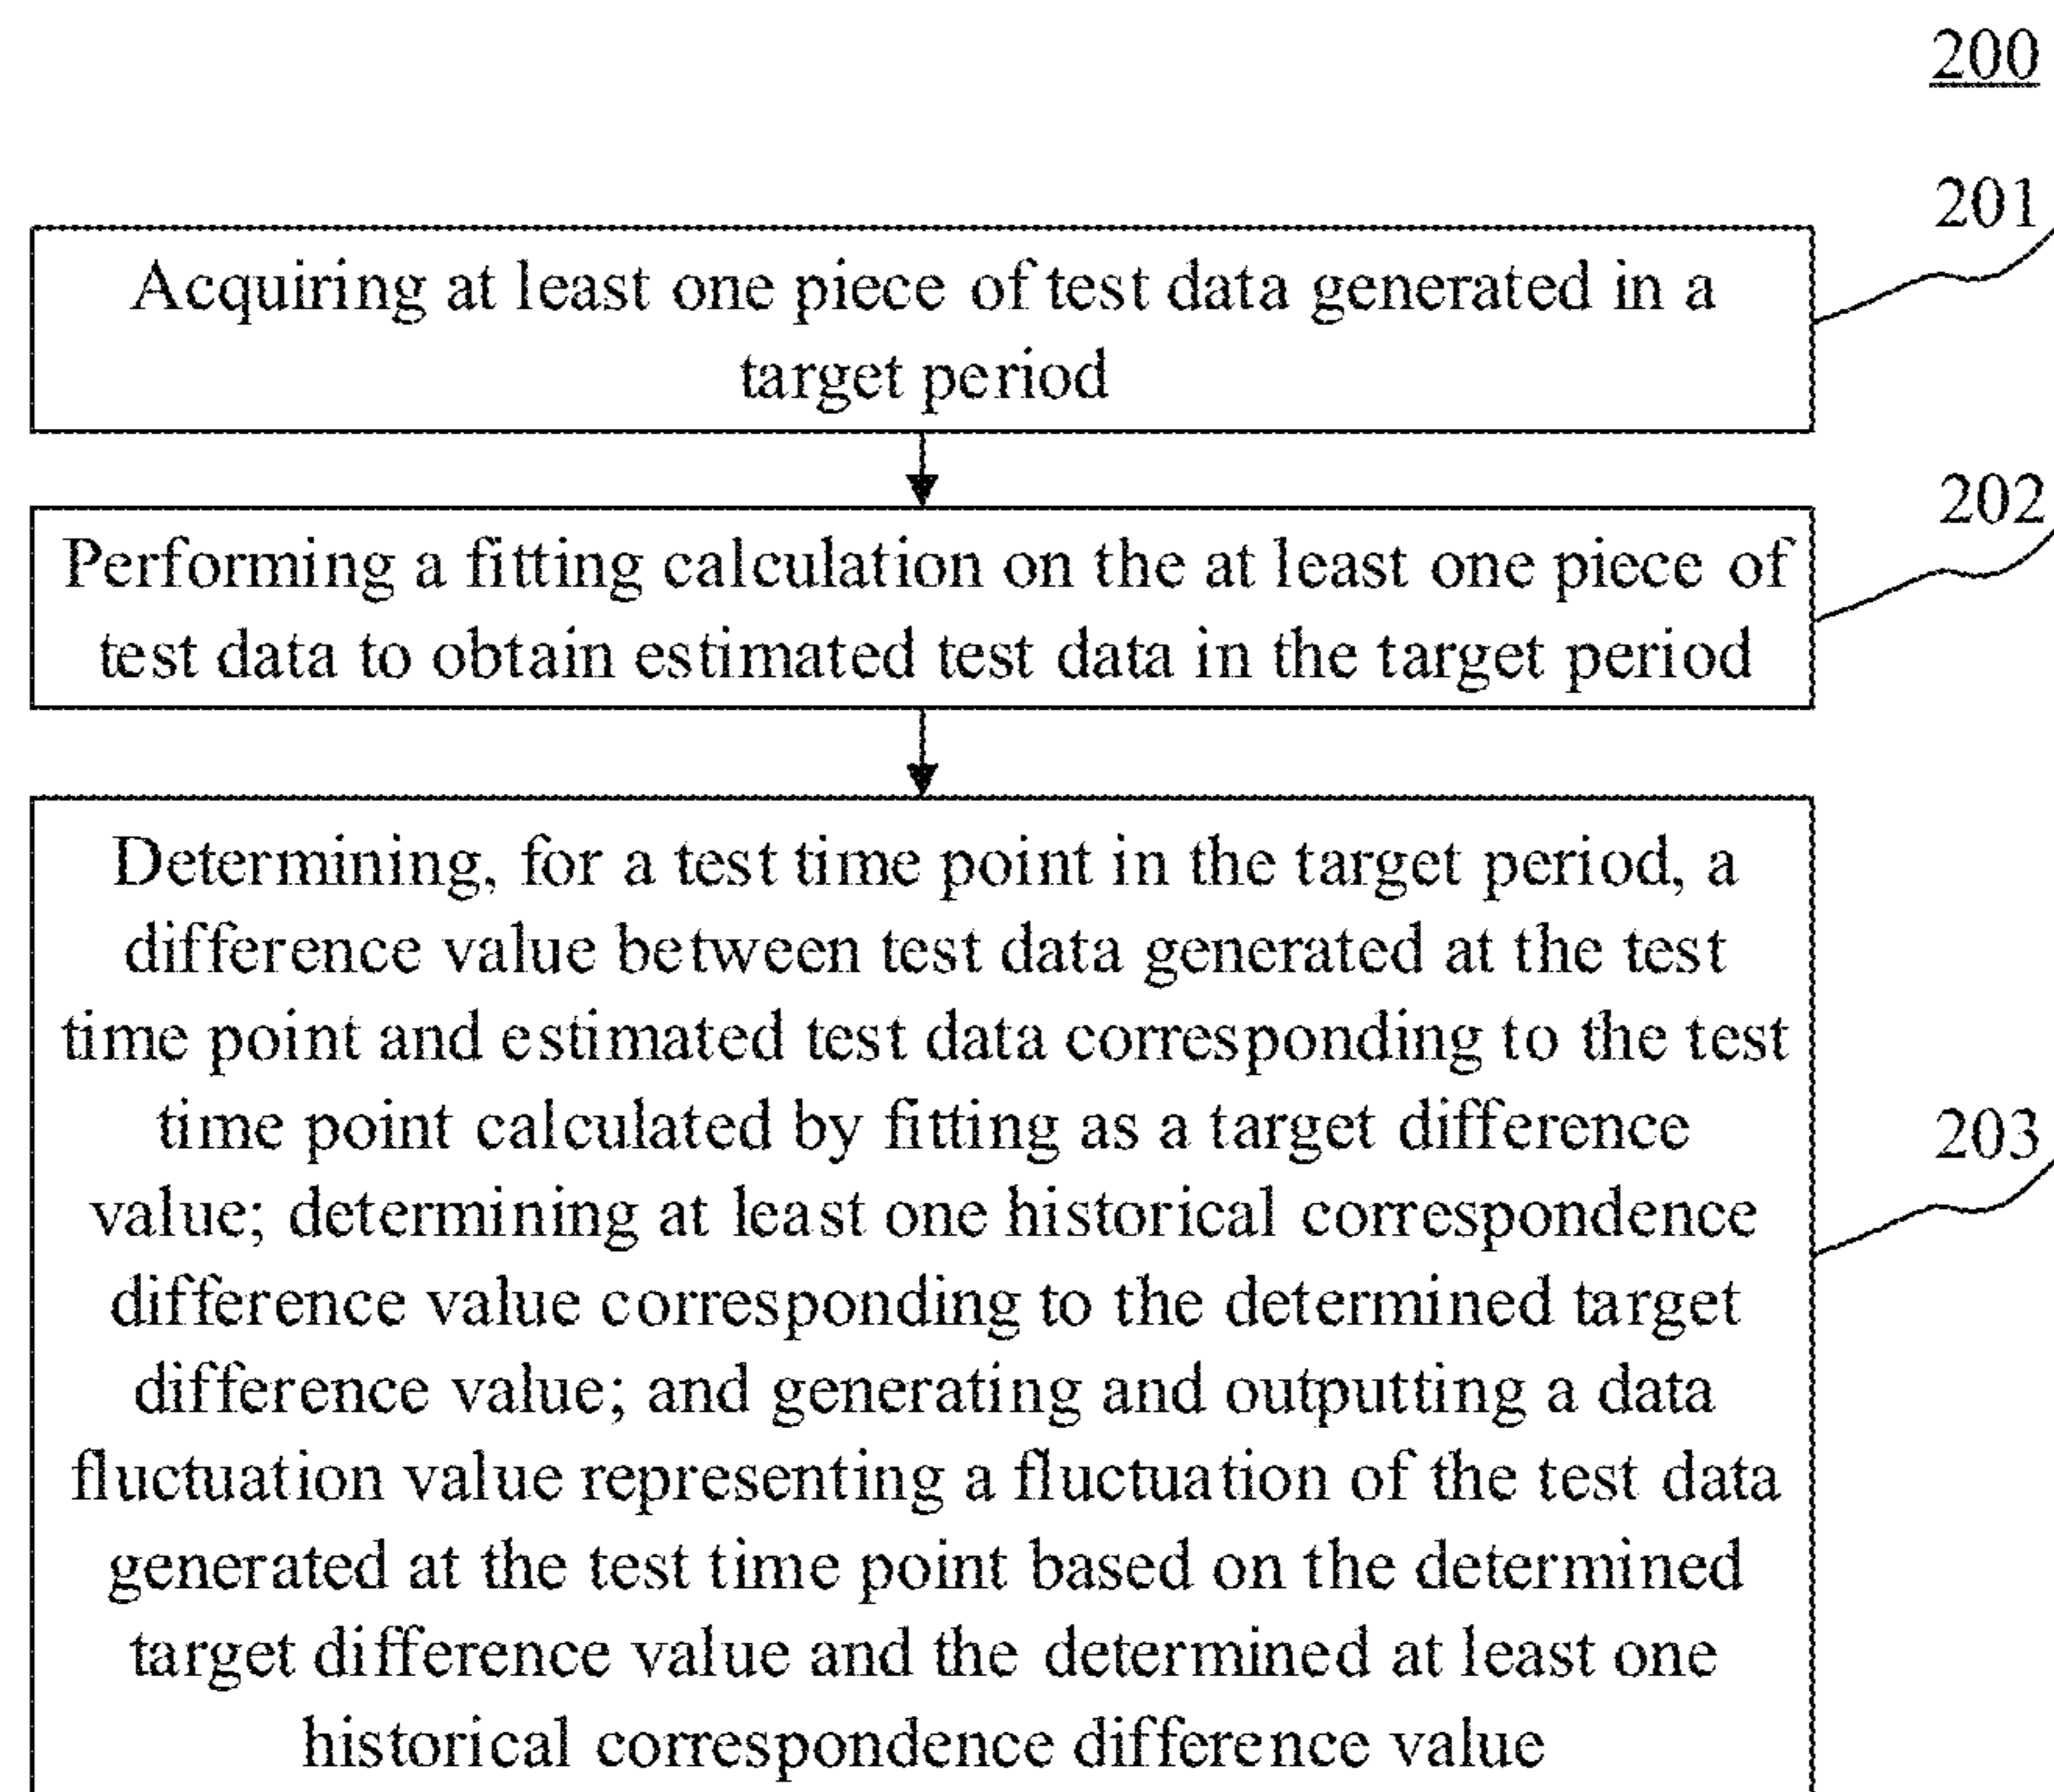 200
201
Acquiring at least one piece of test data generated in a
target period
202
Performing a fitting calculation on the at least one piece of
test data to obtain estimated test data in the target period
203
Determining, for a test time point in the target period, a
difference value between test data generated at the test
time point and estimated test data corresponding to the test
time point calculated by fitting as a target difference
value; determining at least one historical correspondence
difference value corresponding to the determined target
difference value; and generating and outputting a data
fluctuation value representing a fluctuation of the test data
generated at the test time point based on the determined
target difference value and the determined at least one
historical correspondence difference value